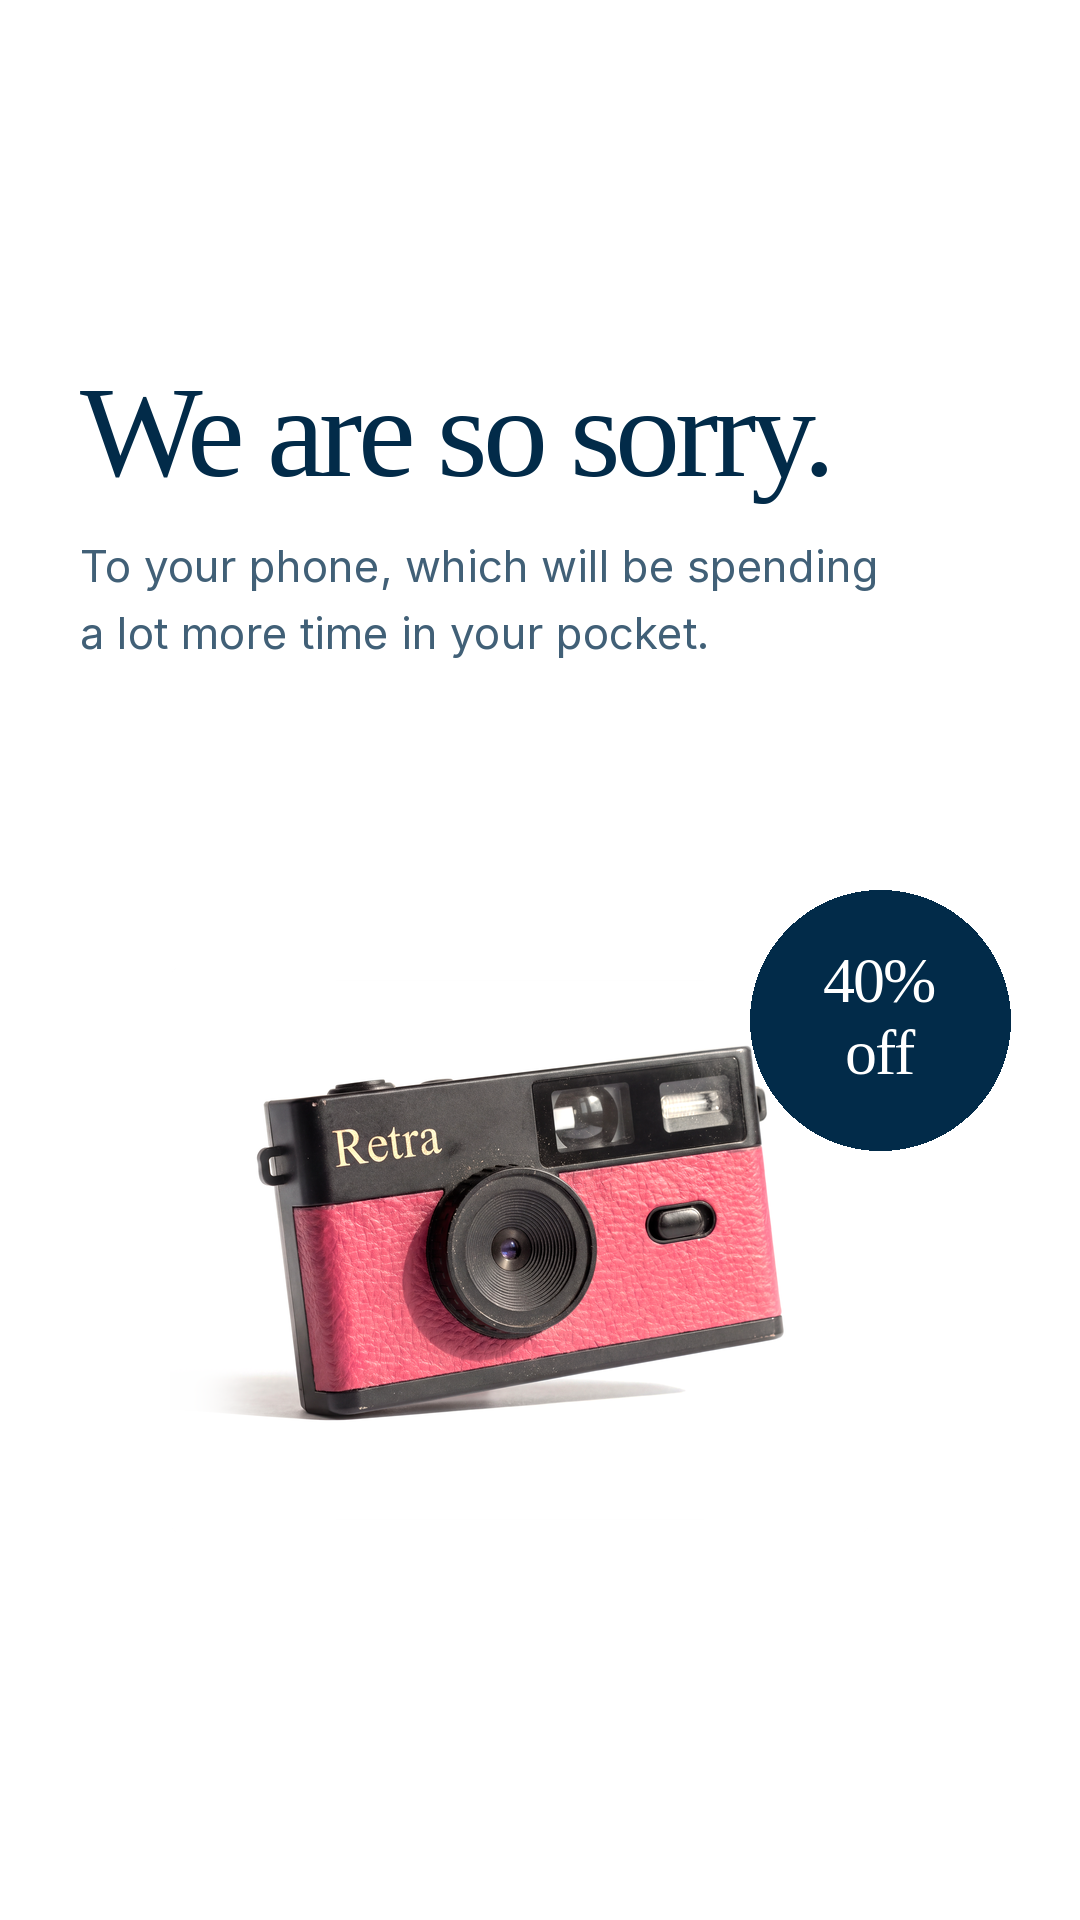 We are so sorry.
To your phone, which will be spending
a lot more time in your pocket.
40%
off
Retra